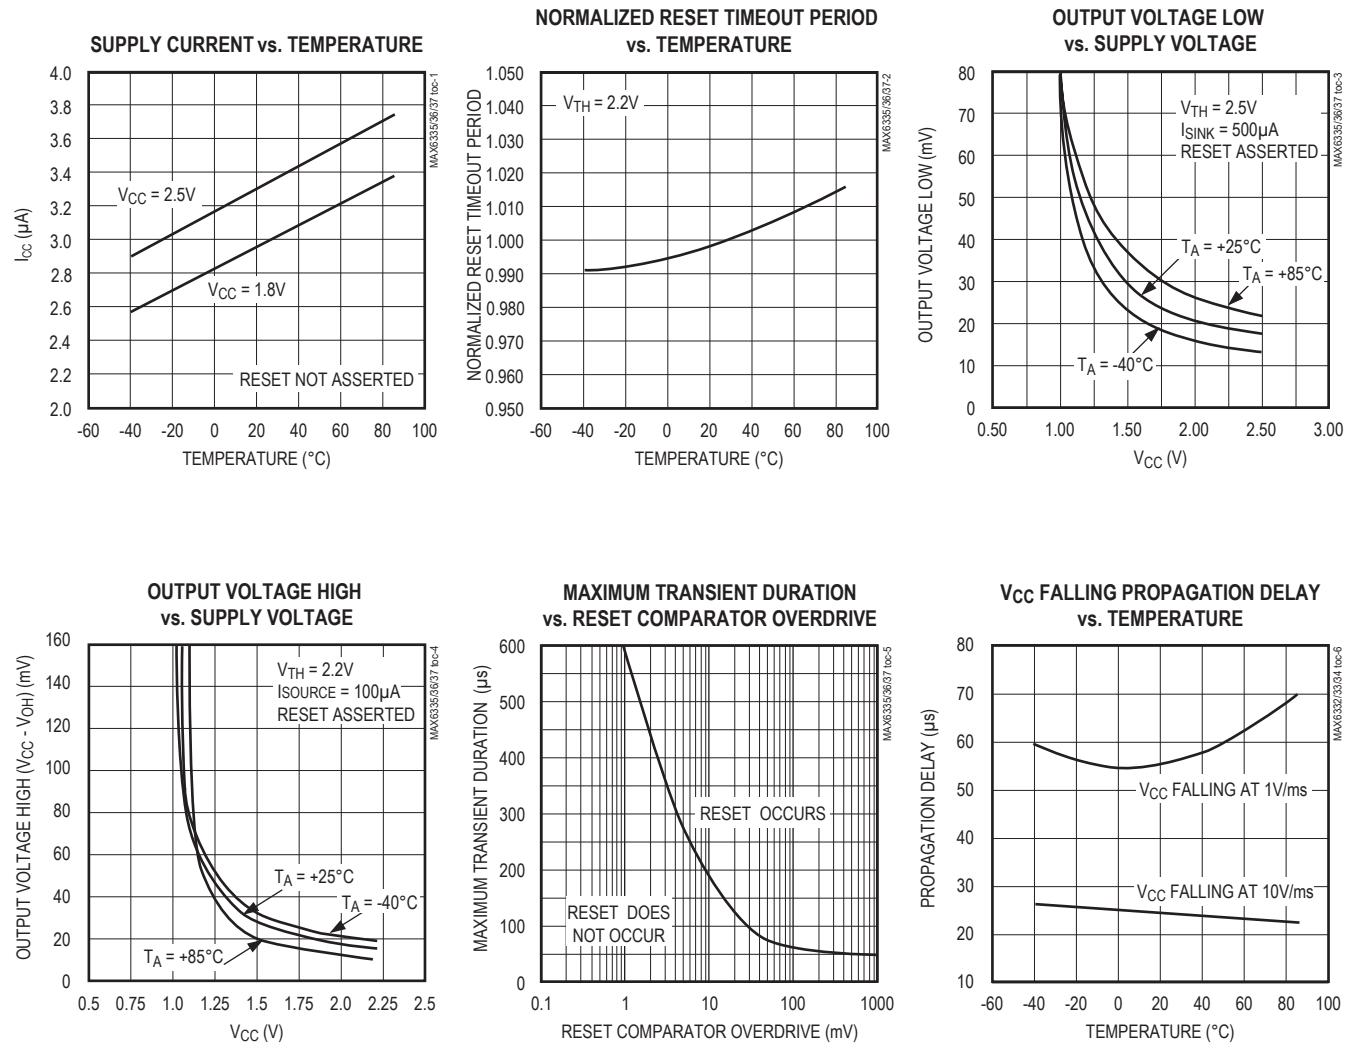 SUPPLY CURRENT vs. TEMPERATURE
4.0
3.8
3.6
3.4
3.2
3.0
2.8
2.6
2.4
2.2
2.0
ICC (µA)
VCC = 2.5V
VCC = 1.8V
RESET NOT ASSERTED
MAX6335/36/37 toc-1
-60 -40 -20 0 20 40 60 80 100
TEMPERATURE (°C)
NORMALIZED RESET TIMEOUT PERIOD
vs. TEMPERATURE
1.050
1.040
1.030
1.020
1.010
1.000
0.990
0.980
0.970
0.960
0.950
NORMALIZED RESET TIMEOUT PERIOD
VTH = 2.2V
MAX6335/36/37-2
-60 -40 -20 0 20 40 60 80 100
TEMPERATURE (°C)
OUTPUT VOLTAGE LOW
vs. SUPPLY VOLTAGE
80
70
60
50
40
30
20
10
0
OUTPUT VOLTAGE LOW (mV)
VTH = 2.5V
ISINK = 500µA
RESET ASSERTED
TA = +25°C
TA = +85°C
TA = -40°C
MAX6335/36/37 toc-3
0.50 1.00 1.50 2.00 2.50 3.00
VCC (V)
OUTPUT VOLTAGE HIGH
vs. SUPPLY VOLTAGE
160
140
120
100
80
60
40
20
0
OUTPUT VOLTAGE HIGH (VCC - VOH) (mV)
VTH = 2.2V
ISOURCE = 100µA
RESET ASSERTED
TA = +25°C
TA = -40°C
TA = +85°C
MAX6335/36/37 toc-4
0.5 0.75 1.0 1.25 1.5 1.75 2.0 2.25 2.5
VCC (V)
MAXIMUM TRANSIENT DURATION
vs. RESET COMPARATOR OVERDRIVE
600
500
400
300
200
100
0
MAXIMUM TRANSIENT DURATION (µs)
RESET OCCURS
RESET DOES
NOT OCCUR
MAX6335/36/37 toc-5
0.1 1 10 100 1000
RESET COMPARATOR OVERDRIVE (mV)
VCC FALLING PROPAGATION DELAY
vs. TEMPERATURE
80
70
60
50
40
30
20
10
PROPAGATION DELAY (µs)
VCC FALLING AT 1V/ms
VCC FALLING AT 10V/ms
MAX6332/33/34 toc-6
-60 -40 -20 0 20 40 60 80 100
TEMPERATURE (°C)